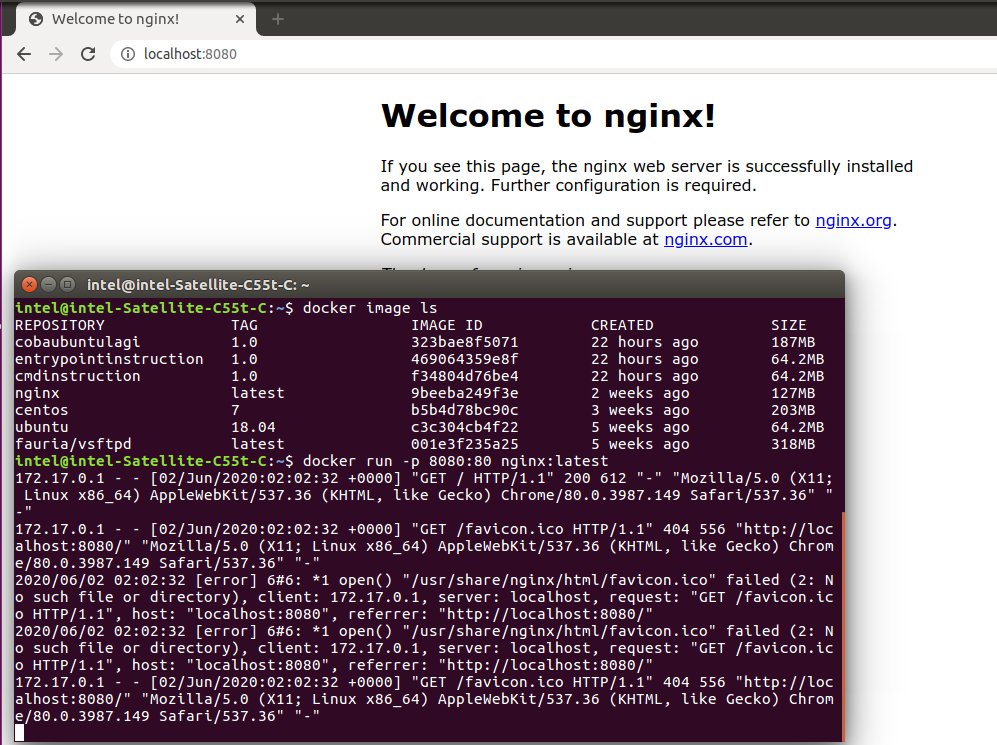 Welcome to nginx!
localhost:8080
Welcome to nginx!
If you see this page, the nginx web server is successfully installed
and working. Further configuration is required.
For online documentation and support please refer to nginx.org.
Commercial support is available at nginx.com.
intel@intel-Satellite-C55t-C: ~
intel@intel-Satellite-C55t-C:~$ docker image ls
REPOSITORY TAG IMAGE ID CREATED SIZE
cobaubuntulagi 1.0 323bae8f5071 22 hours ago 187MB
entrypointinstruction 1.0 469064359e8f 22 hours ago 64.2MB
cmdinstruction 1.0 f34804d76be4 22 hours ago 64.2MB
nginx latest 9beeba249f3e 2 weeks ago 127MB
centos 7 b5b4d78bc90c 3 weeks ago 203MB
ubuntu 18.04 c3c304cb4f22 5 weeks ago 64.2MB
fauria/vsftpd latest 001e3f235a25 5 weeks ago 318MB
intel@intel-Satellite-C55t-C:~$ docker run -p 8080:80 nginx:latest
172.17.0.1 - - [02/Jun/2020:02:02:32 +0000] "GET / HTTP/1.1" 200 612 "-" "Mozilla/5.0 (X11;
 Linux x86_64) AppleWebKit/537.36 (KHTML, like Gecko) Chrome/80.0.3987.149 Safari/537.36" "
-"
172.17.0.1 - - [02/Jun/2020:02:02:32 +0000] "GET /favicon.ico HTTP/1.1" 404 556 "http://loc
alhost:8080/" "Mozilla/5.0 (X11; Linux x86_64) AppleWebKit/537.36 (KHTML, like Gecko) Chrom
e/80.0.3987.149 Safari/537.36" "-"
2020/06/02 02:02:32 [error] 6#6: *1 open() "/usr/share/nginx/html/favicon.ico" failed (2: N
o such file or directory), client: 172.17.0.1, server: localhost, request: "GET /favicon.ic
o HTTP/1.1", host: "localhost:8080", referrer: "http://localhost:8080/"
2020/06/02 02:02:32 [error] 6#6: *1 open() "/usr/share/nginx/html/favicon.ico" failed (2: N
o such file or directory), client: 172.17.0.1, server: localhost, request: "GET /favicon.ic
o HTTP/1.1", host: "localhost:8080", referrer: "http://localhost:8080/"
172.17.0.1 - - [02/Jun/2020:02:02:32 +0000] "GET /favicon.ico HTTP/1.1" 404 556 "http://loc
alhost:8080/" "Mozilla/5.0 (X11; Linux x86_64) AppleWebKit/537.36 (KHTML, like Gecko) Chrom
e/80.0.3987.149 Safari/537.36" "-"